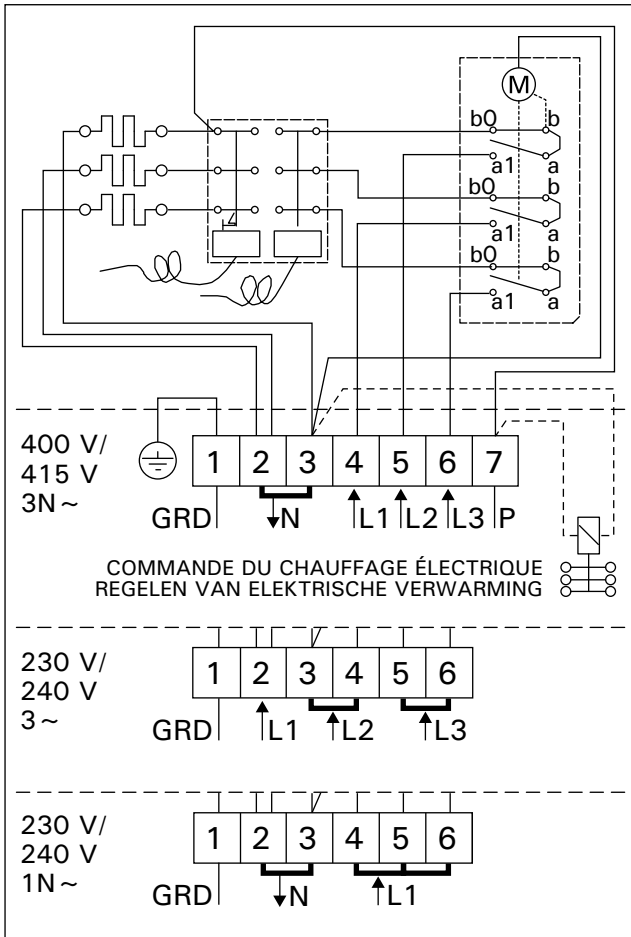 M
b0 b
a1 a
b0 b
a1 a
b0 b
a1 a
400 V/
415 V
3N~
1 2 3 4 5 6 7
GRD N L1 L2 L3 P
COMMANDE DU CHAUFFAGE ÉLECTRIQUE
REGELEN VAN ELEKTRISCHE VERWARMING
230 V/
240 V
3~
1 2 3 4 5 6
GRD L1 L2 L3
230 V/
240 V
1N~
1 2 3 4 5 6
GRD N L1